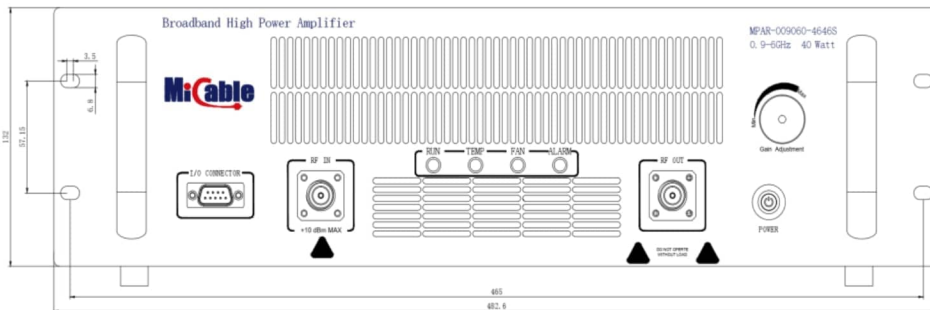 Broadband High Power Amplifier
MPAR-009060-4646S
0.9-6GHz 40 Watt
MiCable
3.5
6.8
132
57.15
Min
Max
Gain Adjustment
RUN TEMP FAN ALARM
I/O CONNECTOR
RF IN
RF OUT
+10 dBm MAX
DO NOT OPERTE
WITHOUT LOAD
POWER
465
482.6